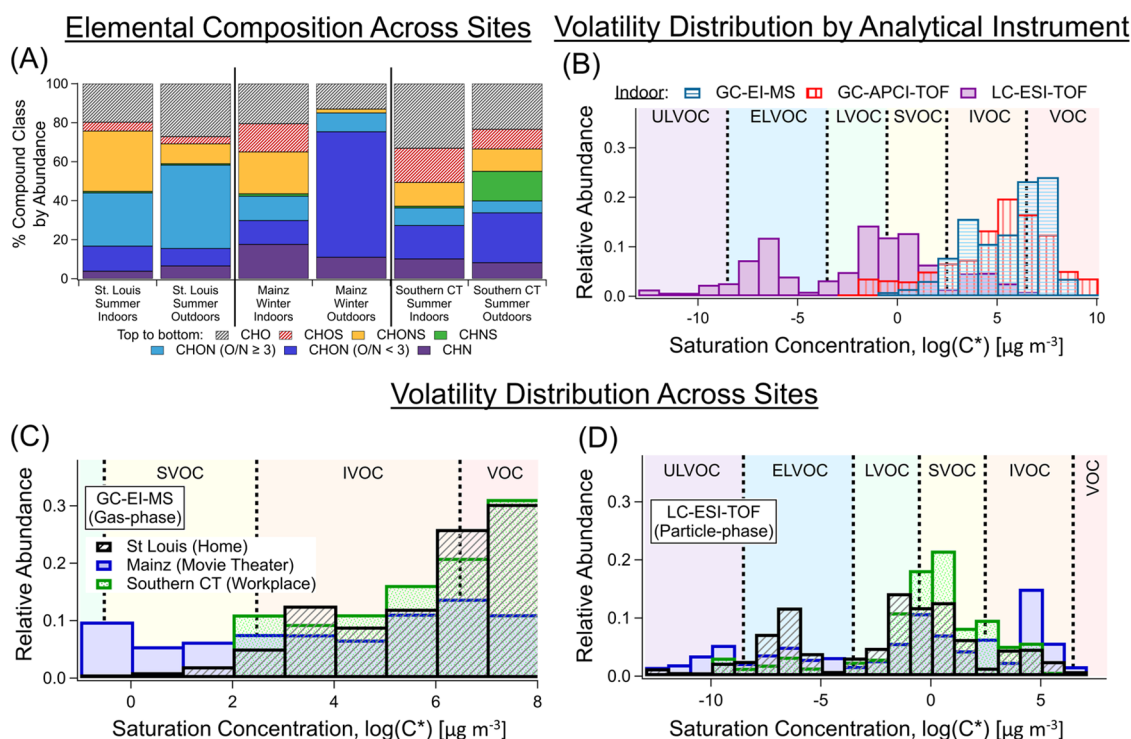 Elemental Composition Across Sites
Volatility Distribution by Analytical Instrument
(A)
% Compound Class
by Abundance
100
80
60
40
20
0
St. Louis
Summer
Indoors
St. Louis
Summer
Outdoors
Mainz
Winter
Indoors
Mainz
Winter
Outdoors
Southern CT
Summer
Indoors
Southern CT
Summer
Outdoors
Top to bottom: CHO CHOS CHONS CHNS
CHON (O/N ≥ 3) CHON (O/N < 3) CHN
(B)
Indoor: GC-EI-MS GC-APCI-TOF LC-ESI-TOF
ULVOC ELVOC LVOC SVOC IVOC VOC
Relative Abundance
0.3
0.2
0.1
0.0
-10 -5 0 5 10
Saturation Concentration, log(C*) [µg m⁻³]
Volatility Distribution Across Sites
(C)
SVOC IVOC VOC
GC-EI-MS
(Gas-phase)
St Louis (Home)
Mainz (Movie Theater)
Southern CT (Workplace)
Relative Abundance
0.3
0.2
0.1
0.0
0 2 4 6 8
Saturation Concentration, log(C*) [µg m⁻³]
(D)
ULVOC ELVOC LVOC SVOC IVOC VOC
LC-ESI-TOF
(Particle-phase)
Relative Abundance
0.3
0.2
0.1
0.0
-10 -5 0 5
Saturation Concentration, log(C*) [µg m⁻³]